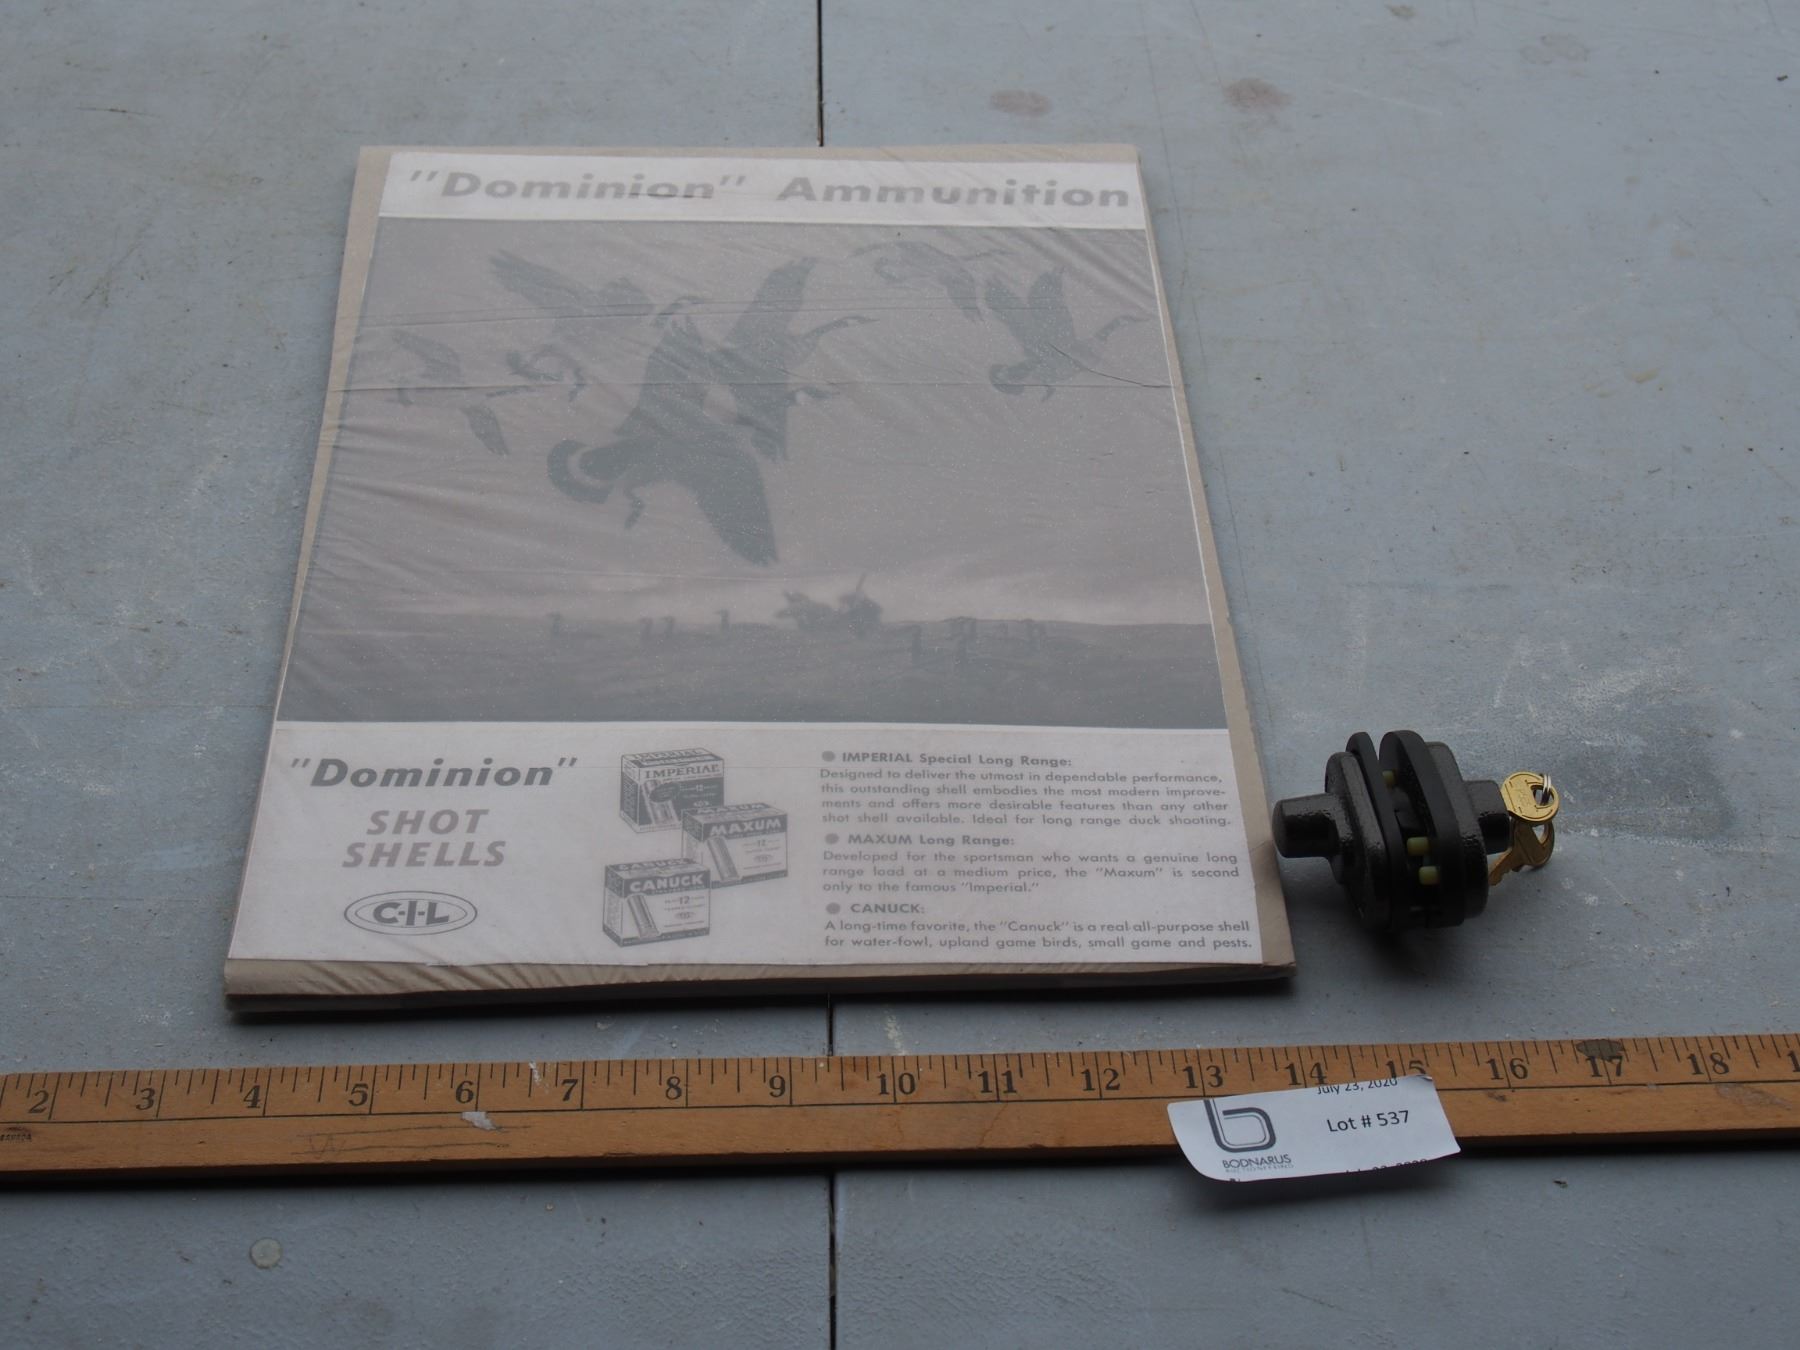 "Dominion" Ammunition
"Dominion"
SHOT
SHELLS
C-I-L
IMPERIAL
12
MAXUM
12
CANUCK
12
IMPERIAL Special Long Range:
Designed to deliver the utmost in dependable performance,
this outstanding shell embodies the most modern improve-
ments and offers more desirable features than any other
shot shell available. Ideal for long range duck shooting.
MAXUM Long Range:
Developed for the sportsman who wants a genuine long
range load at a medium price, the "Maxum" is second
only to the famous "Imperial."
CANUCK:
A long-time favorite, the "Canuck" is a real all-purpose shell
for water-fowl, upland game birds, small game and pests.
2 3 4 5 6 7 8 9 10 11 12 13 14 15 16 17 18
CANADA
July 23, 2020
Lot # 537
BODNARUS
AUCTIONEERING